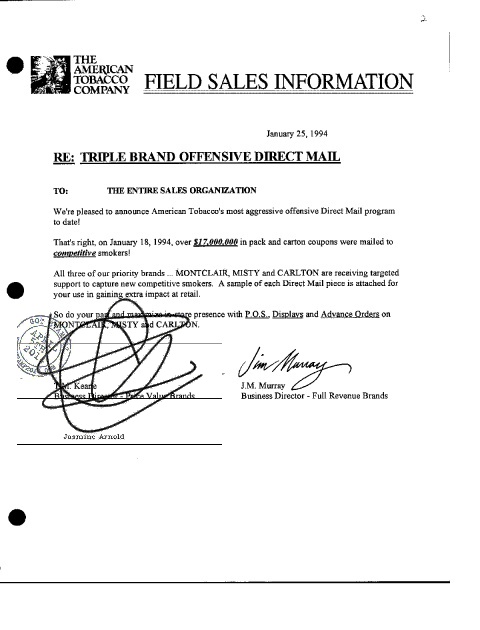 2
THE
AMERICAN
TOBACCO
COMPANY
FIELD SALES INFORMATION
January 25, 1994
RE: TRIPLE BRAND OFFENSIVE DIRECT MAIL
TO: THE ENTIRE SALES ORGANIZATION
We're pleased to announce American Tobacco's most aggressive offensive Direct Mail program
to date!
That's right, on January 18, 1994, over $17,000,000 in pack and carton coupons were mailed to
competitive smokers!
All three of our priority brands ... MONTCLAIR, MISTY and CARLTON are receiving targeted
support to capture new competitive smokers. A sample of each Direct Mail piece is attached for
your use in gaining extra impact at retail.
So do your part and maximize in-store presence with P.O.S., Displays and Advance Orders on
MONTCLAIR, MISTY and CARLTON.
Jim Murray
Keane
J.M. Murray
Business Director - Price Value Brands
Business Director - Full Revenue Brands
Jasmine Arnold